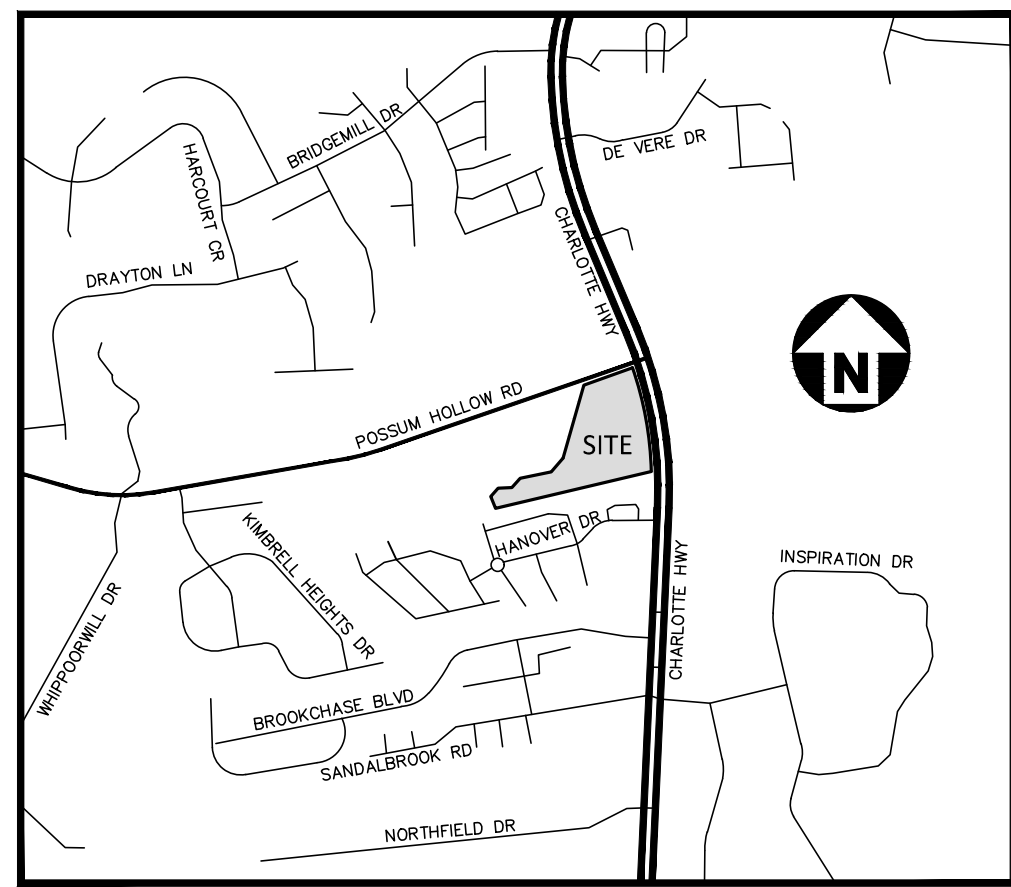 BRIDGEMILL DR
DE VERE DR
HARCOURT CR
CHARLOTTE HWY
DRAYTON LN
N
POSSUM HOLLOW RD
SITE
HANOVER DR
KIMBRELL HEIGHTS DR
INSPIRATION DR
CHARLOTTE HWY
WHIPPOORWILL DR
BROOKCHASE BLVD
SANDALBROOK RD
NORTHFIELD DR